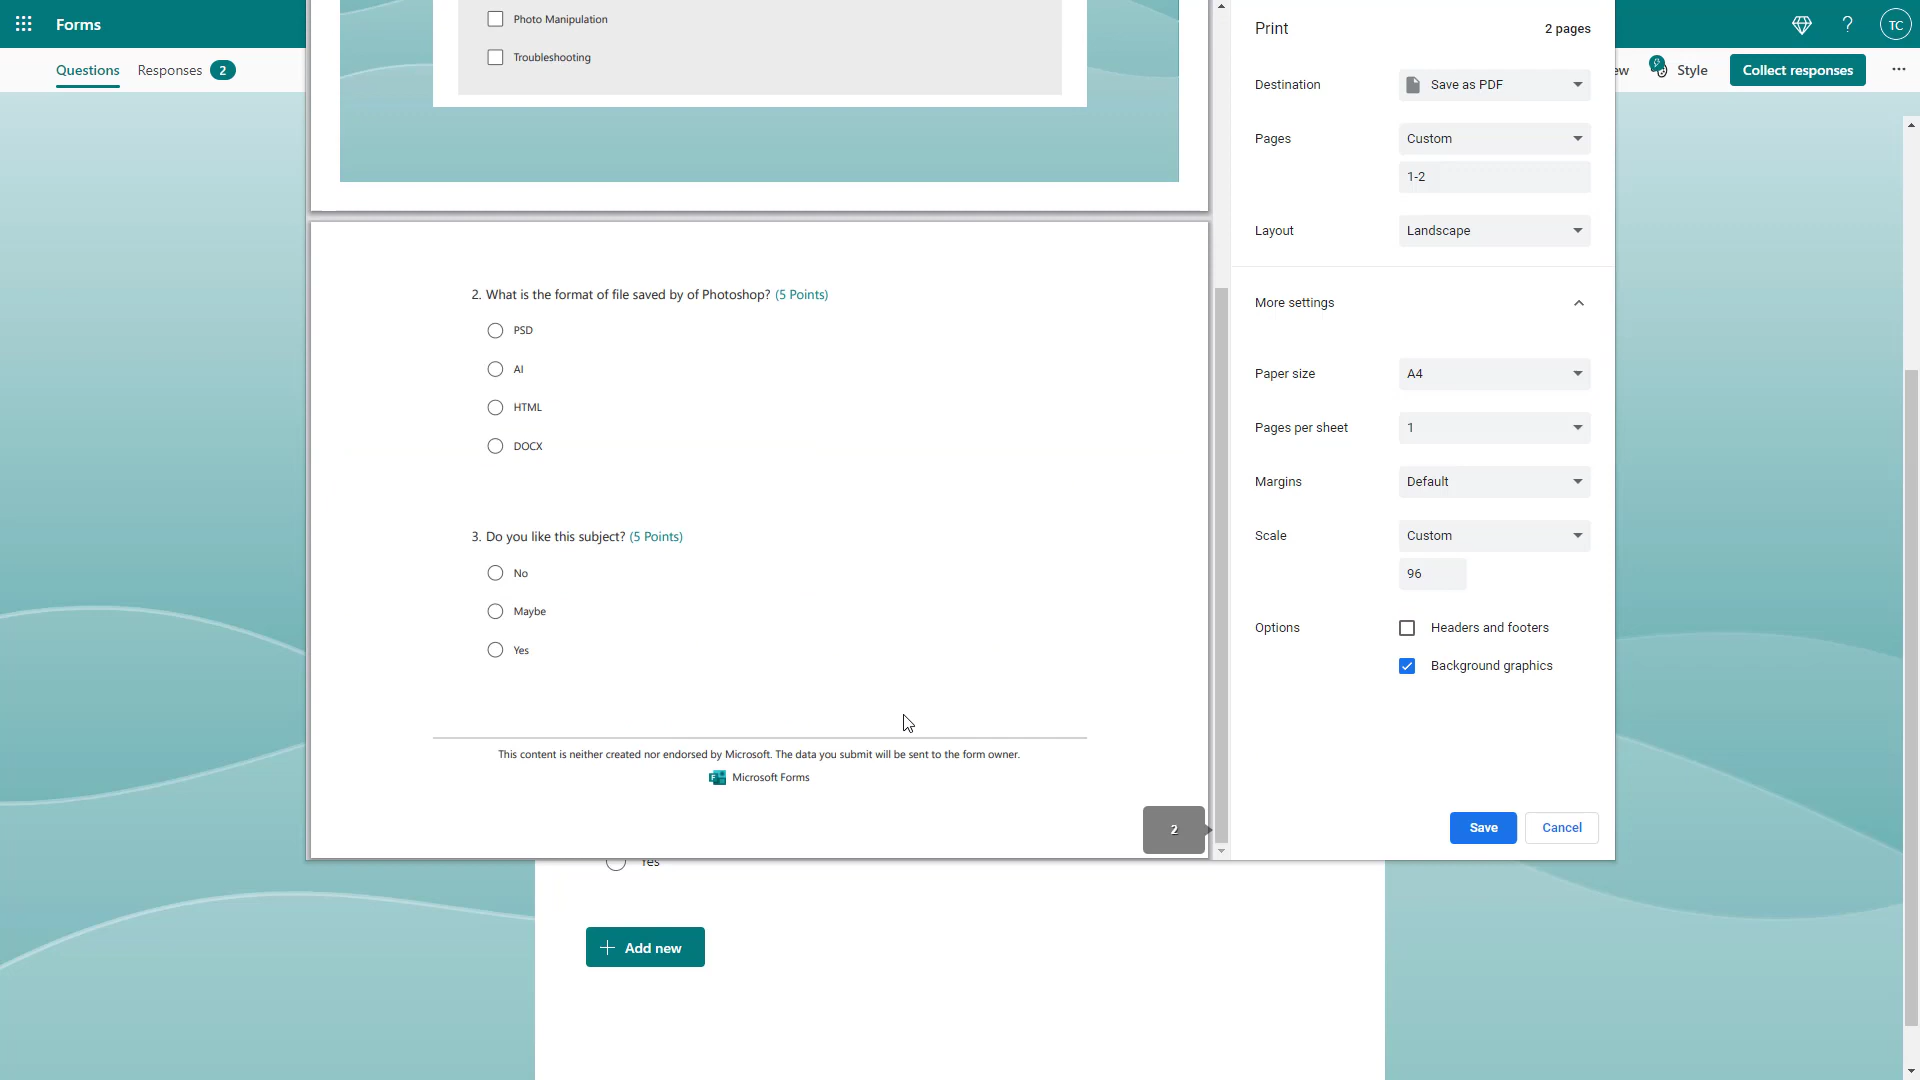 Forms
TC
Questions
Responses 2
ew
Style
Collect responses
Photo Manipulation
Troubleshooting
2. What is the format of file saved by of Photoshop? (5 Points)
PSD
AI
HTML
DOCX
3. Do you like this subject? (5 Points)
No
Maybe
Yes
This content is neither created nor endorsed by Microsoft. The data you submit will be sent to the form owner.
Microsoft Forms
2
Print
2 pages
Destination
Save as PDF
Pages
Custom
1-2
Layout
Landscape
More settings
Paper size
A4
Pages per sheet
1
Margins
Default
Scale
Custom
96
Options
Headers and footers
Background graphics
Save
Cancel
Yes
Add new